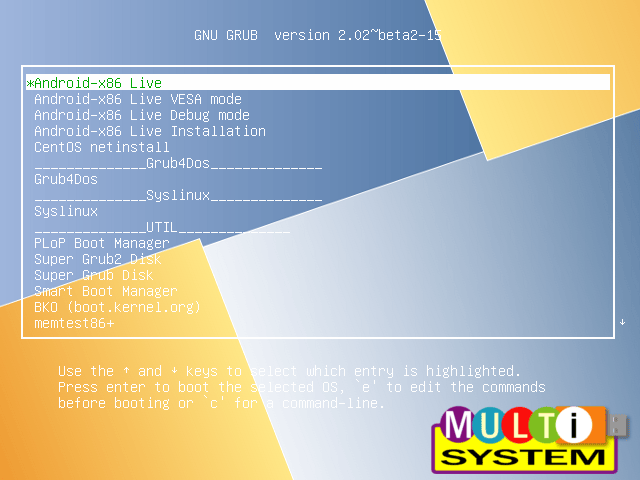 GNU GRUB  version 2.02~beta2-15
*Android-x86 Live
Android-x86 Live VESA mode
Android-x86 Live Debug mode
Android-x86 Live Installation
CentOS netinstall
______________Grub4Dos______________
Grub4Dos
______________Syslinux______________
Syslinux
______________UTIL______________
PLoP Boot Manager
Super Grub2 Disk
Super Grub Disk
Smart Boot Manager
BKO (boot.kernel.org)
memtest86+
↓
Use the ↑ and ↓ keys to select which entry is highlighted.
Press enter to boot the selected OS, `e' to edit the commands
before booting or `c' for a command-line.
MULTi
SYSTEM